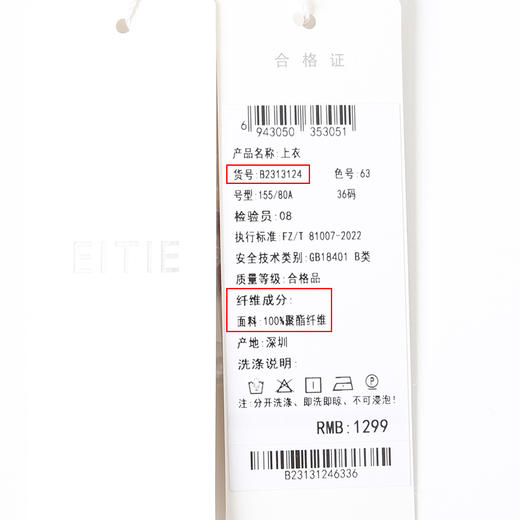 EITIE
合格证
6 943050 353051
产品名称:上衣
货号:B2313124 色号:63
号型:155/80A 36码
检验员:08
执行标准:FZ/T 81007-2022
安全技术类别:GB18401 B类
质量等级:合格品
纤维成分:
面料:100%聚酯纤维
产地:深圳
洗涤说明:
注:分开洗涤、即洗即晾、不可浸泡!
RMB:1299
B23131246336